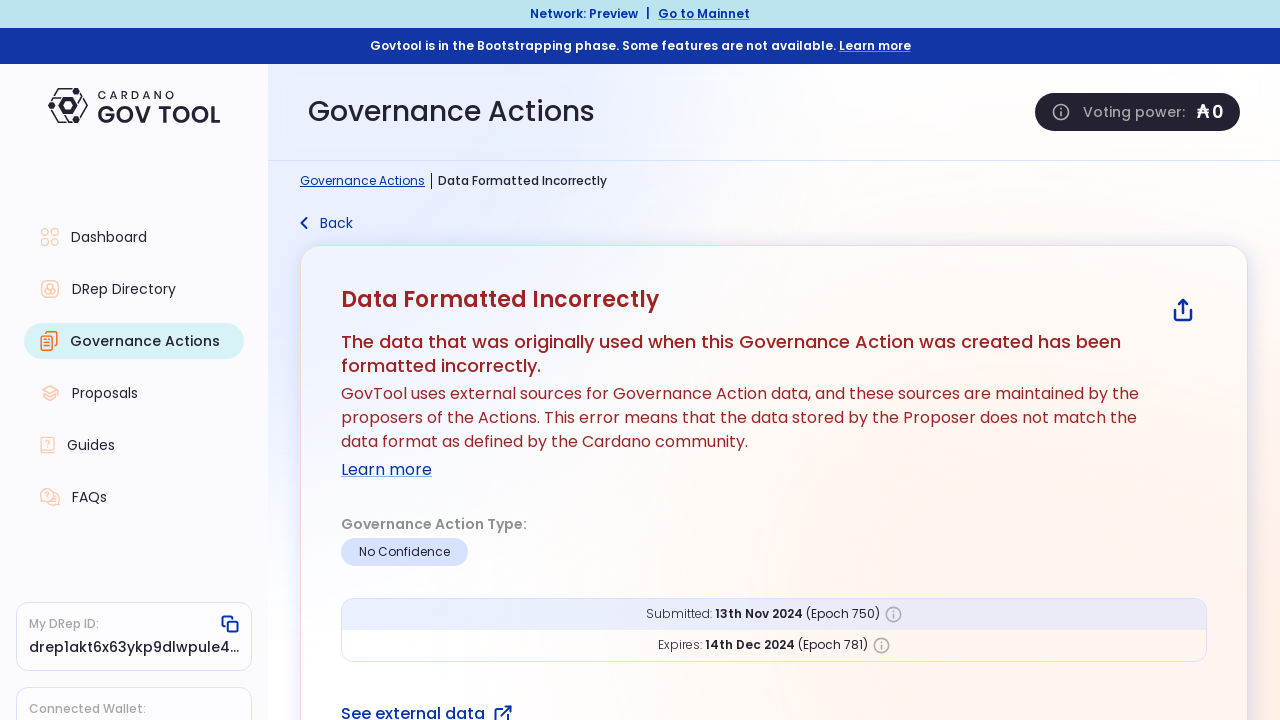 Network: Preview | Go to Mainnet
Govtool is in the Bootstrapping phase. Some features are not available. Learn more
CARDANO
GOV TOOL
Governance Actions
Voting power: ₳ 0
Governance Actions | Data Formatted Incorrectly
Back
Dashboard
DRep Directory
Governance Actions
Proposals
Guides
FAQs
My DRep ID:
drep1akt6x63ykp9dlwpule4...
Connected Wallet:
Data Formatted Incorrectly
The data that was originally used when this Governance Action was created has been
formatted incorrectly.
GovTool uses external sources for Governance Action data, and these sources are maintained by the
proposers of the Actions. This error means that the data stored by the Proposer does not match the
data format as defined by the Cardano community.
Learn more
Governance Action Type:
No Confidence
Submitted: 13th Nov 2024 (Epoch 750)
Expires: 14th Dec 2024 (Epoch 781)
See external data